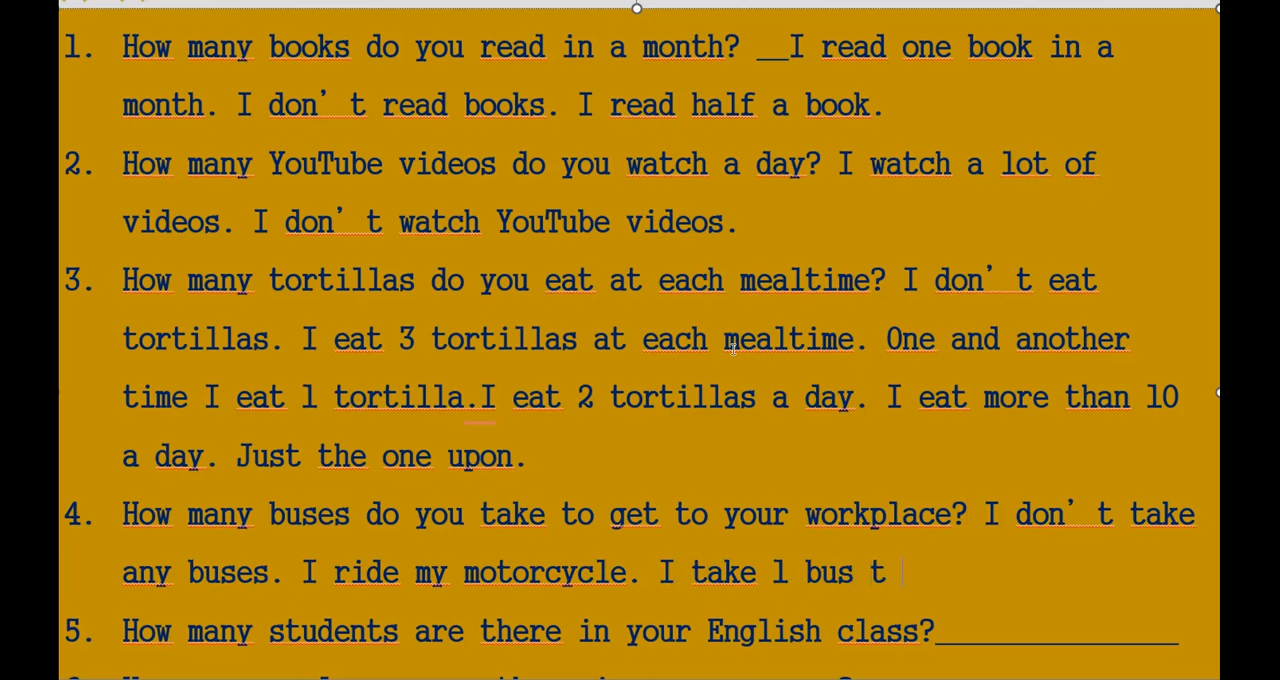 1. How many books do you read in a month? __I read one book in a
month. I don't read books. I read half a book.
2. How many YouTube videos do you watch a day? I watch a lot of
videos. I don't watch YouTube videos.
3. How many tortillas do you eat at each mealtime? I don't eat
tortillas. I eat 3 tortillas at each mealtime. One and another
time I eat 1 tortilla.I eat 2 tortillas a day. I eat more than 10
a day. Just the one upon.
4. How many buses do you take to get to your workplace? I don't take
any buses. I ride my motorcycle. I take 1 bus t
5. How many students are there in your English class?_______________